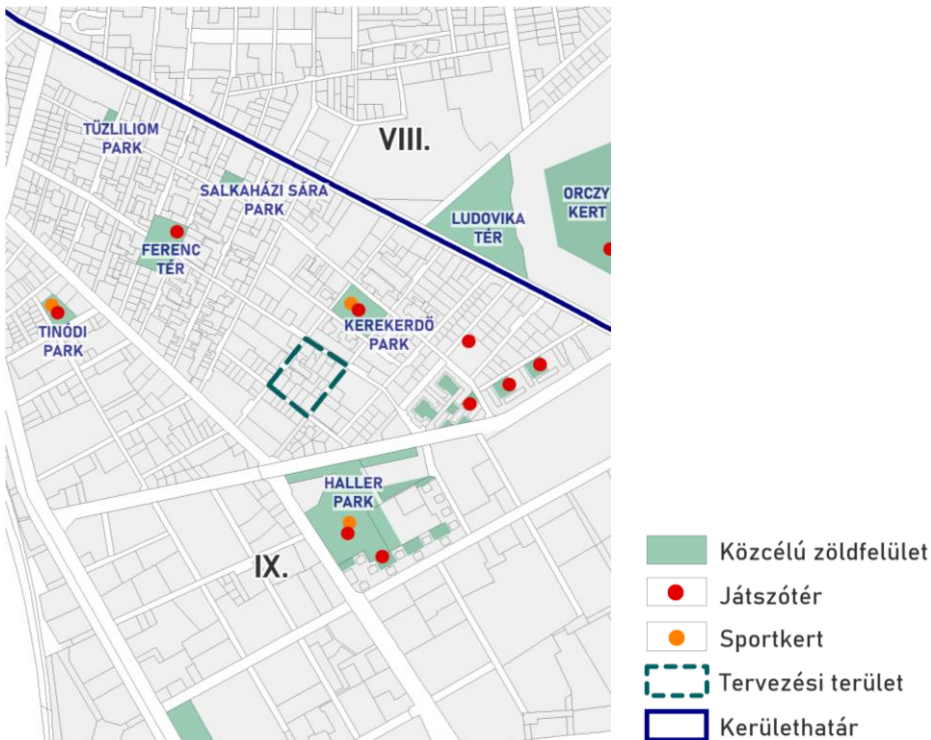 VIII.
TŰZLILIOM
PARK
SALKAHÁZI SÁRA
PARK
ORCZY
KERT
LUDOVIKA
TÉR
FERENC
TÉR
TINÓDI
PARK
KEREKERDŐ
PARK
HALLER
PARK
IX.
Közcélú zöldfelület
Játszótér
Sportkert
Tervezési terület
Kerülethatár